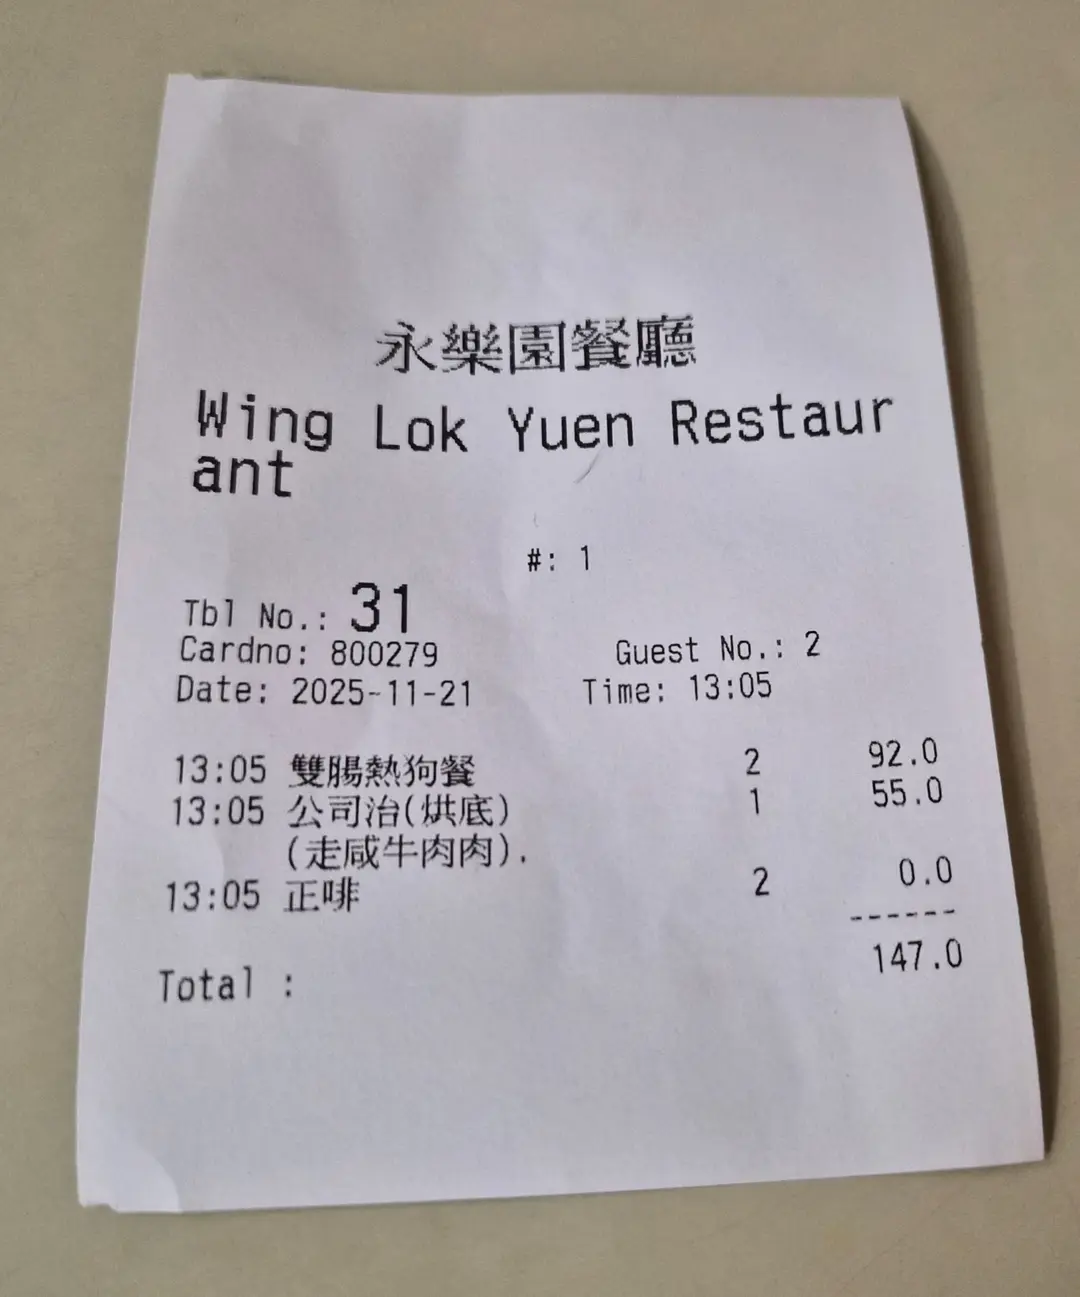 永樂園餐廳
Wing Lok Yuen Restaur
ant
#: 1
Tbl No.: 31
Cardno: 800279 Guest No.: 2
Date: 2025-11-21 Time: 13:05
13:05 雙腸熱狗餐 2 92.0
13:05 公司治(烘底) 1 55.0
(走咸牛肉肉).
13:05 正啡 2 0.0
------
Total : 147.0